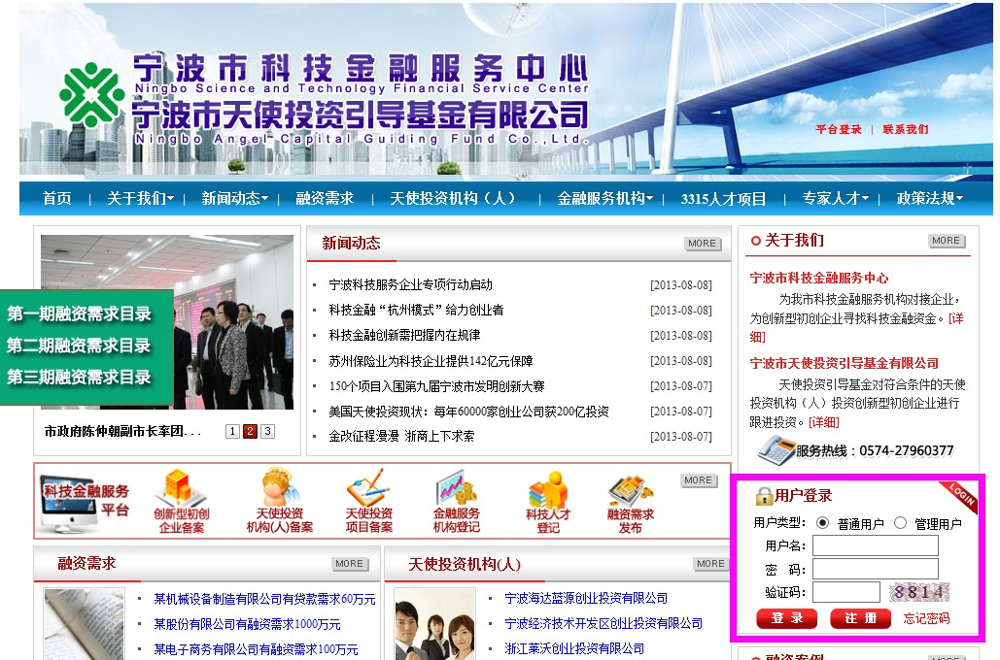 宁波市科技金融服务中心
Ningbo Science and Technology Financial Service Center
宁波市天使投资引导基金有限公司
Ningbo Angel Capital Guiding Fund Co.,Ltd.
平台登录 | 联系我们
首页 | 关于我们 | 新闻动态 | 融资需求 | 天使投资机构（人） | 金融服务机构 | 3315人才项目 | 专家人才 | 政策法规
第一期融资需求目录
第二期融资需求目录
第三期融资需求目录
市政府陈仲朝副市长率团...
1 2 3
新闻动态 MORE
宁波科技服务企业专项行动启动 [2013-08-08]
科技金融“杭州模式”给力创业者 [2013-08-08]
科技金融创新需把握内在规律 [2013-08-08]
苏州保险业为科技企业提供142亿元保障 [2013-08-08]
150个项目入围第九届宁波市发明创新大赛 [2013-08-07]
美国天使投资现状：每年60000家创业公司获200亿投资 [2013-08-07]
金改征程漫漫 浙商上下求索 [2013-08-07]
关于我们 MORE
宁波市科技金融服务中心
为我市科技金融服务机构对接企业，
为创新型初创企业寻找科技金融资金。[详
细]
宁波市天使投资引导基金有限公司
天使投资引导基金对符合条件的天使
投资机构（人）投资创新型初创企业进行
跟进投资。[详细]
服务热线：0574-27960377
科技金融服务
平台
创新型初创
企业备案
天使投资
机构(人)备案
天使投资
项目备案
金融服务
机构登记
科技人才
登记
融资需求
发布
MORE
用户登录
LOGIN
用户类型: 普通用户 管理用户
用户名:
密 码:
验证码: 8814
登 录 注 册 忘记密码
融资需求 MORE
某机械设备制造有限公司有贷款需求60万元
某股份有限公司有融资需求1000万元
某电子商务有限公司有融资需求100万元
天使投资机构(人) MORE
宁波海达蓝源创业投资有限公司
宁波经济技术开发区创业投资有限公司
浙江莱沃创业投资有限公司
融资案例 MORE